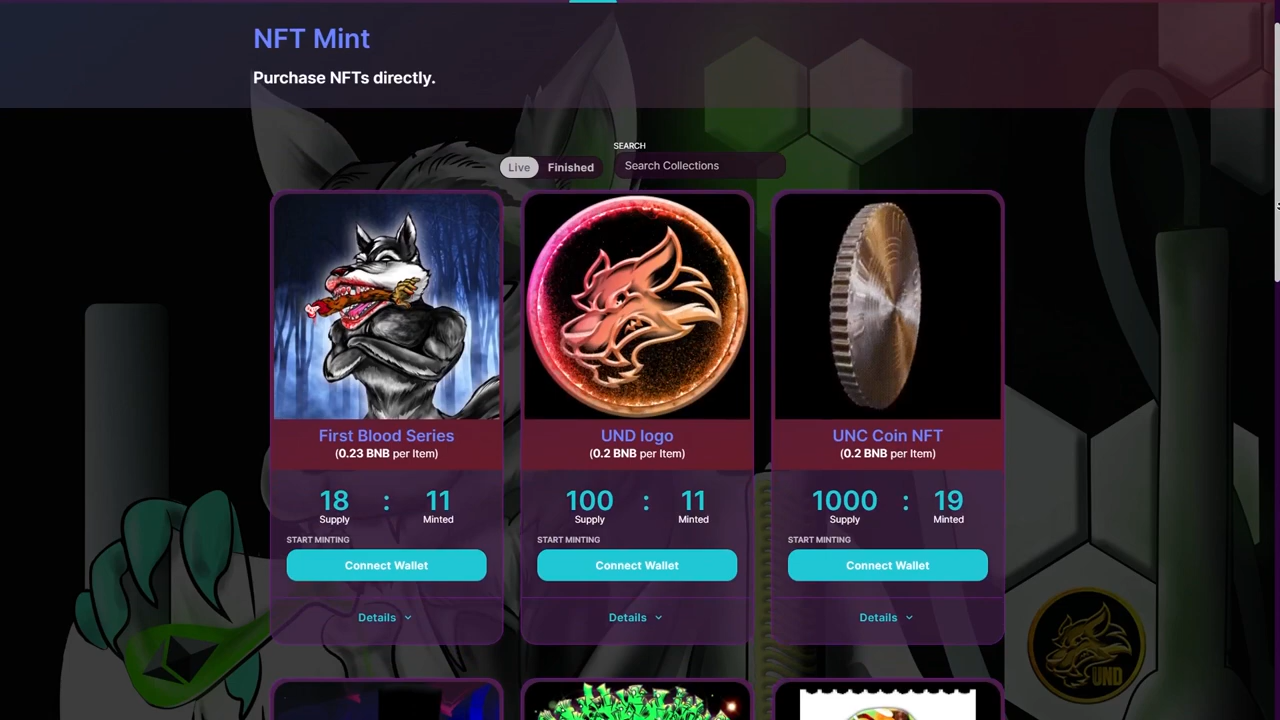 NFT Mint
Purchase NFTs directly.
SEARCH
Live Finished Search Collections
First Blood Series
(0.23 BNB per Item)
18 : 11
Supply Minted
START MINTING
Connect Wallet
Details
UND logo
(0.2 BNB per Item)
100 : 11
Supply Minted
START MINTING
Connect Wallet
Details
UNC Coin NFT
(0.2 BNB per Item)
1000 : 19
Supply Minted
START MINTING
Connect Wallet
Details
UND